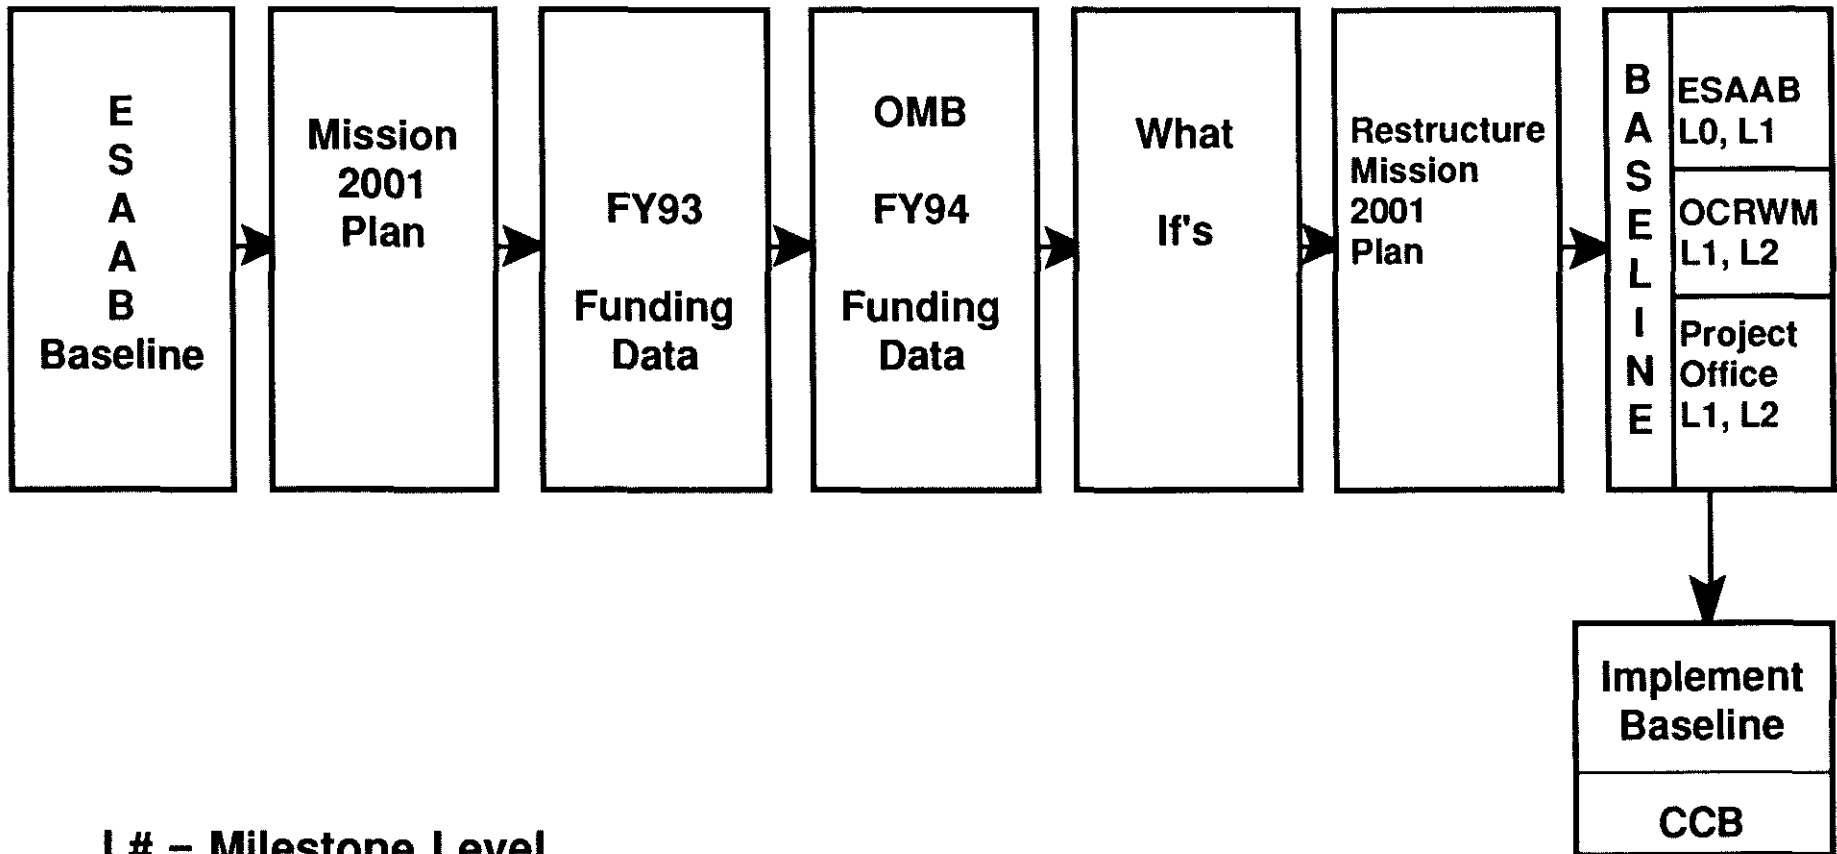 E
S
A
A
B
Baseline
Mission
2001
Plan
FY93
Funding
Data
OMB
FY94
Funding
Data
What
If's
Restructure
Mission
2001
Plan
B
A
S
E
L
I
N
E
ESAAB
L0, L1
OCRWM
L1, L2
Project
Office
L1, L2
Implement
Baseline
CCB
L# – Milestone Level